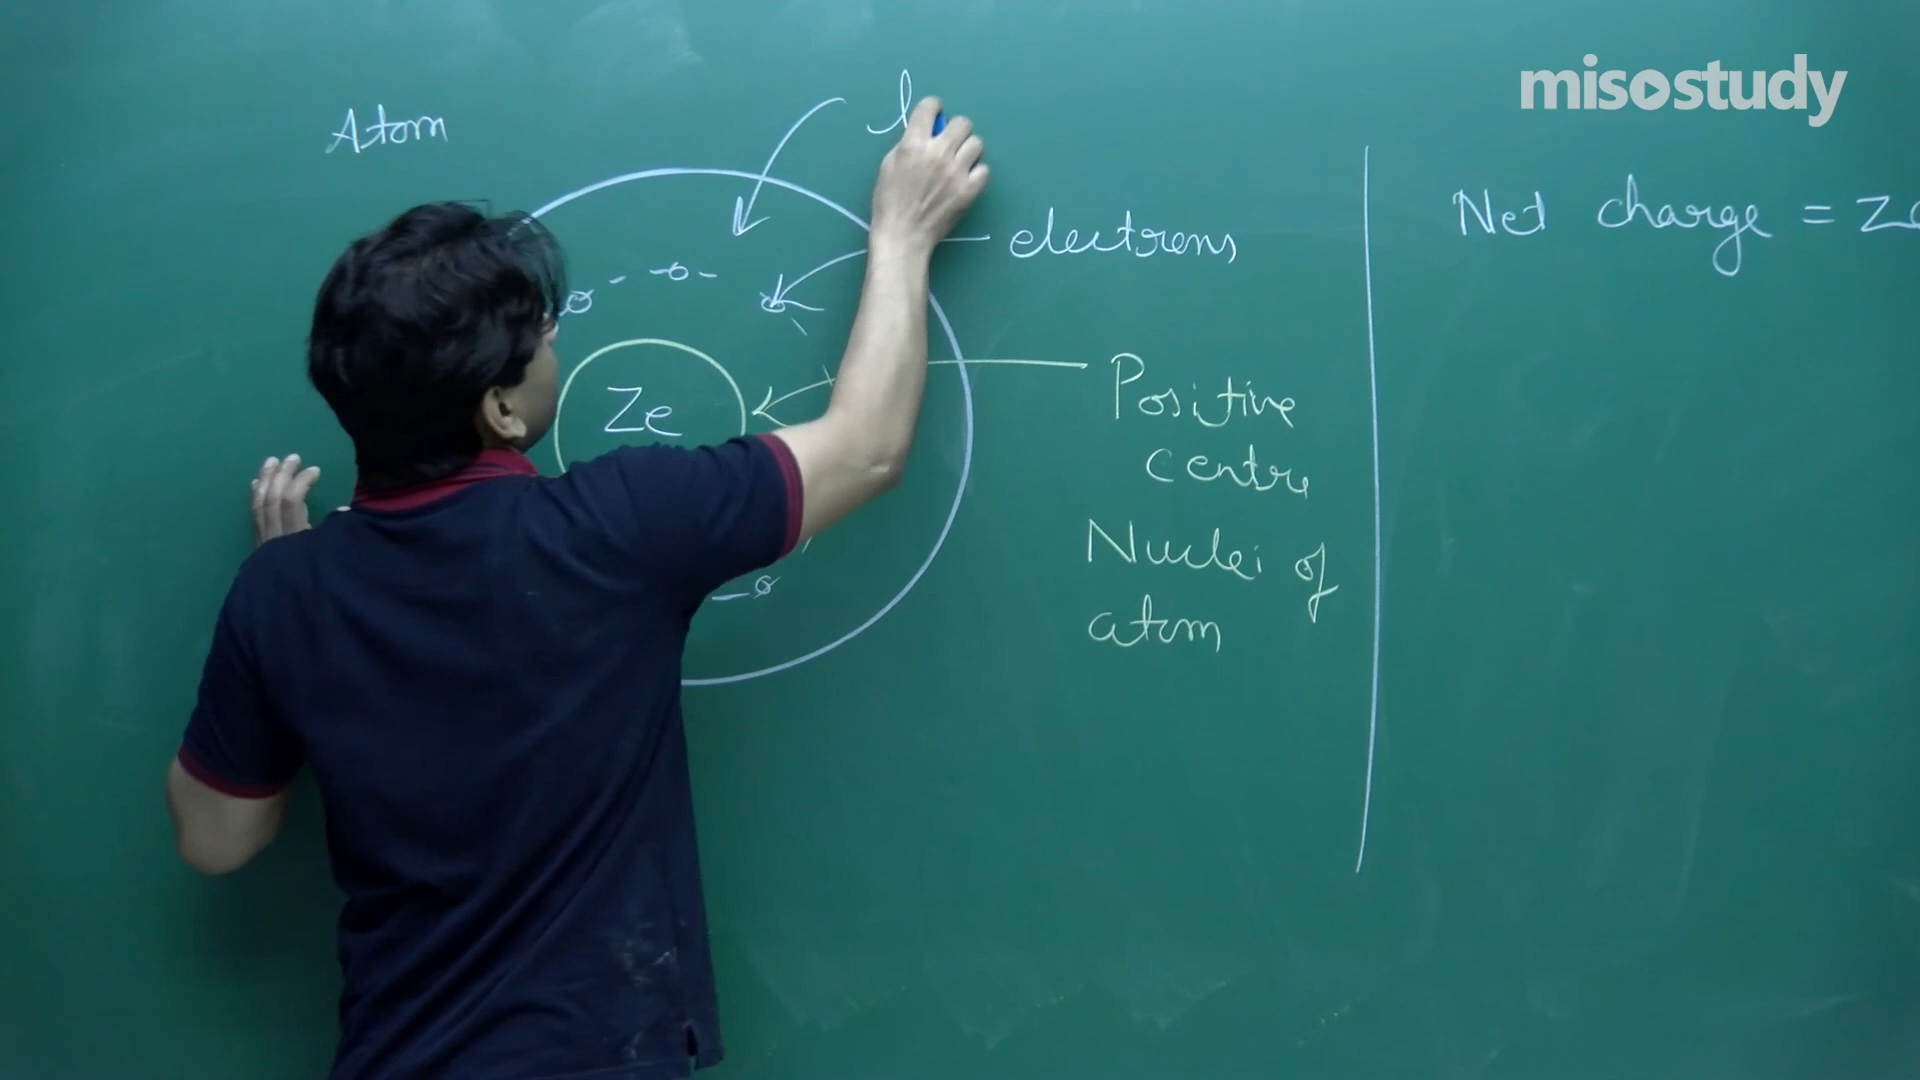 misostudy
Atom
electrons
Net charge = Ze
Ze
Positive
centre
Nuclei of
atom